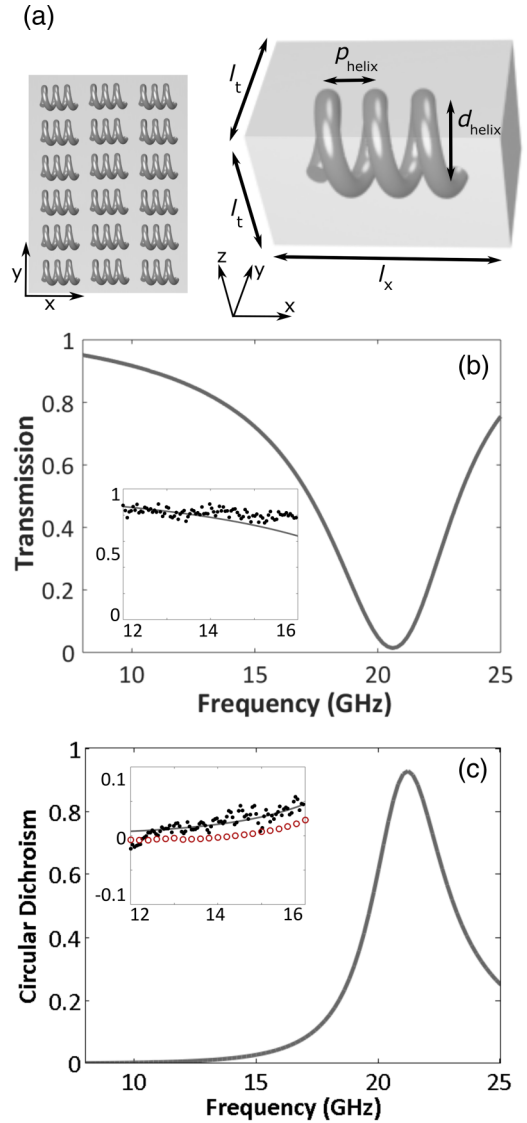 (a)
l_t
p_helix
d_helix
l_t
l_x
y
x
z
y
x
(b)
1
0.8
0.6
0.4
0.2
0
Transmission
1
0.5
0
12 14 16
10 15 20 25
Frequency (GHz)
(c)
1
0.8
0.6
0.4
0.2
0
Circular Dichroism
0.1
0
-0.1
12 14 16
10 15 20 25
Frequency (GHz)